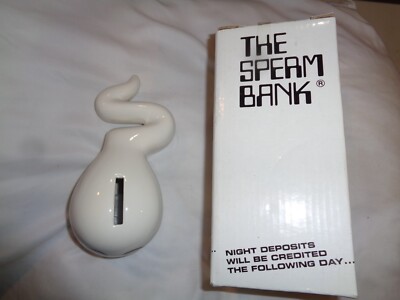 THE
SPERM
BANK®
NIGHT DEPOSITS
WILL BE CREDITED
THE FOLLOWING DAY...